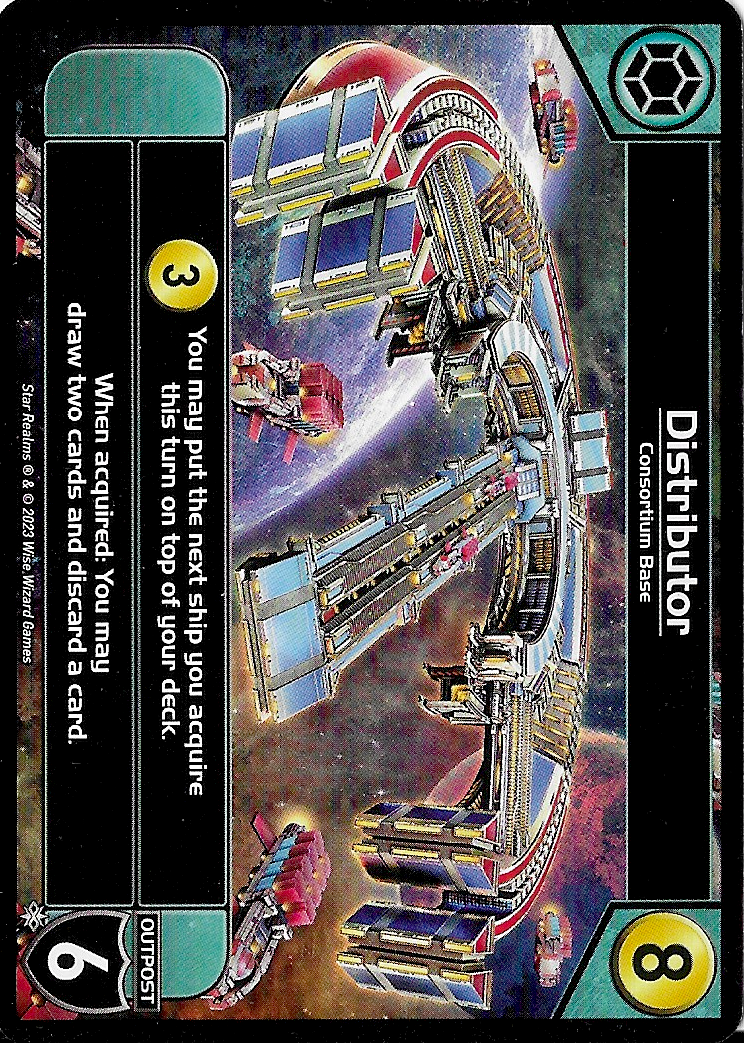 Distributor
Consortium Base
8
3
You may put the next ship you acquire
this turn on top of your deck.
When acquired: You may
draw two cards and discard a card.
OUTPOST
6
Star Realms ® & © 2023 Wise Wizard Games